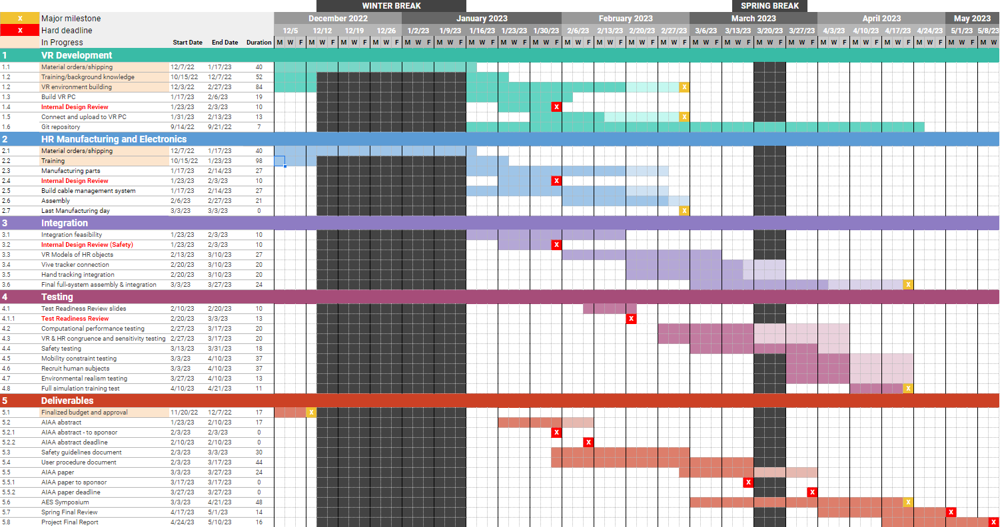 WINTER BREAK SPRING BREAK
X Major milestone December 2022 January 2023 February 2023 March 2023 April 2023 May 2023
X Hard deadline 12/5 12/12 12/19 12/26 1/2/23 1/9/23 1/16/23 1/23/23 1/30/23 2/6/23 2/13/23 2/20/23 2/27/23 3/6/23 3/13/23 3/20/23 3/27/23 4/3/23 4/10/23 4/17/23 4/24/23 5/1/23 5/8/23
In Progress Start Date End Date Duration M W F M W F M W F M W F M W F M W F M W F M W F M W F M W F M W F M W F M W F M W F M W F M W F M W F M W F M W F M W F M W F M W F M W
1 VR Development
1.1 Material orders/shipping 12/7/22 1/17/23 40
1.2 Training/background knowledge 10/15/22 12/7/22 52
1.2 VR environment building 12/3/22 2/27/23 84 X
1.3 Build VR PC 1/17/23 2/6/23 19
1.4 Internal Design Review 1/23/23 2/3/23 10 X
1.5 Connect and upload to VR PC 1/31/23 2/13/23 13 X
1.6 Git repository 9/14/22 9/21/22 7
2 HR Manufacturing and Electronics
2.1 Material orders/shipping 12/7/22 1/17/23 40
2.2 Training 10/15/22 1/23/23 98
2.3 Manufacturing parts 1/17/23 2/14/23 27
2.4 Internal Design Review 1/23/23 2/3/23 10 X
2.5 Build cable management system 1/17/23 2/14/23 27
2.6 Assembly 2/6/23 2/27/23 21
2.7 Last Manufacturing day 3/3/23 3/3/23 0 X
3 Integration
3.1 Integration feasibility 1/23/23 2/3/23 10
3.2 Internal Design Review (Safety) 1/23/23 2/3/23 10 X
3.3 VR Models of HR objects 2/13/23 3/10/23 27
3.4 Vive tracker connection 2/20/23 3/10/23 20
3.5 Hand tracking integration 2/20/23 3/10/23 20
3.6 Final full-system assembly & integration 3/3/23 3/27/23 24 X
4 Testing
4.1 Test Readiness Review slides 2/10/23 2/20/23 10
4.1.1 Test Readiness Review 2/20/23 3/3/23 13 X
4.2 Computational performance testing 2/27/23 3/17/23 20
4.3 VR & HR congruence and sensitivity testing 2/27/23 3/17/23 20
4.4 Safety testing 3/13/23 3/31/23 18
4.5 Mobility constraint testing 3/3/23 4/10/23 37
4.6 Recruit human subjects 3/3/23 4/10/23 37
4.7 Environmental realism testing 3/27/23 4/10/23 13
4.8 Full simulation training test 4/10/23 4/21/23 11 X
5 Deliverables
5.1 Finalized budget and approval 11/20/22 12/7/22 17 X
5.2 AIAA abstract 1/23/23 2/10/23 17
5.2.1 AIAA abstract - to sponsor 2/3/23 2/3/23 0 X
5.2.2 AIAA abstract deadline 2/10/23 2/10/23 0 X
5.3 Safety guidelines document 2/3/23 3/3/23 30
5.4 User procedure document 2/3/23 3/17/23 44
5.5 AIAA paper 3/3/23 3/27/23 24
5.5.1 AIAA paper to sponsor 3/17/23 3/17/23 0 X
5.5.2 AIAA paper deadline 3/27/23 3/27/23 0 X
5.6 AES Symposium 3/3/23 4/21/23 48 X
5.7 Spring Final Review 4/17/23 5/1/23 14 X
5.8 Project Final Report 4/24/23 5/10/23 16 X